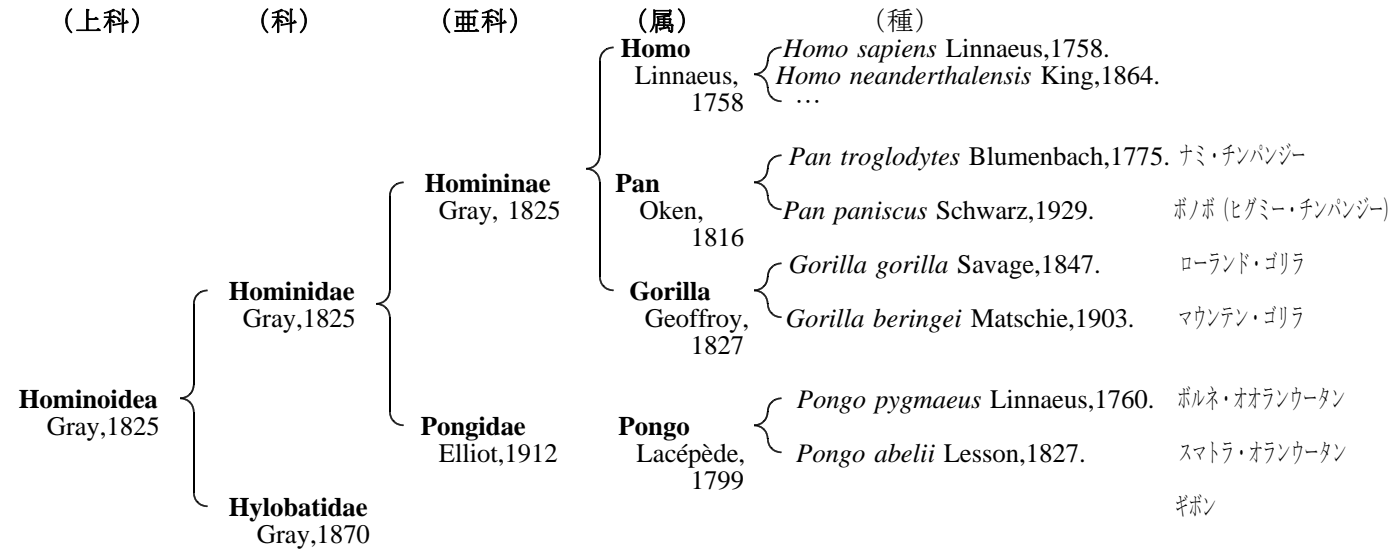 （上科） （科） （亜科） （属） （種）
Homo
Linnaeus,
1758
Homo sapiens Linnaeus,1758.
Homo neanderthalensis King,1864.
…
Pan troglodytes Blumenbach,1775. ナミ・チンパンジー
Homininae
Gray, 1825
Pan
Oken,
1816
Pan paniscus Schwarz,1929. ボノボ (ヒグミー・チンパンジー)
Gorilla gorilla Savage,1847. ローランド・ゴリラ
Hominidae
Gray,1825
Gorilla
Geoffroy,
1827
Gorilla beringei Matschie,1903. マウンテン・ゴリラ
Hominoidea
Gray,1825
Pongo pygmaeus Linnaeus,1760. ボルネ・オオランウータン
Pongidae
Elliot,1912
Pongo
Lacépède,
1799
Pongo abelii Lesson,1827. スマトラ・オランウータン
Hylobatidae
Gray,1870
ギボン